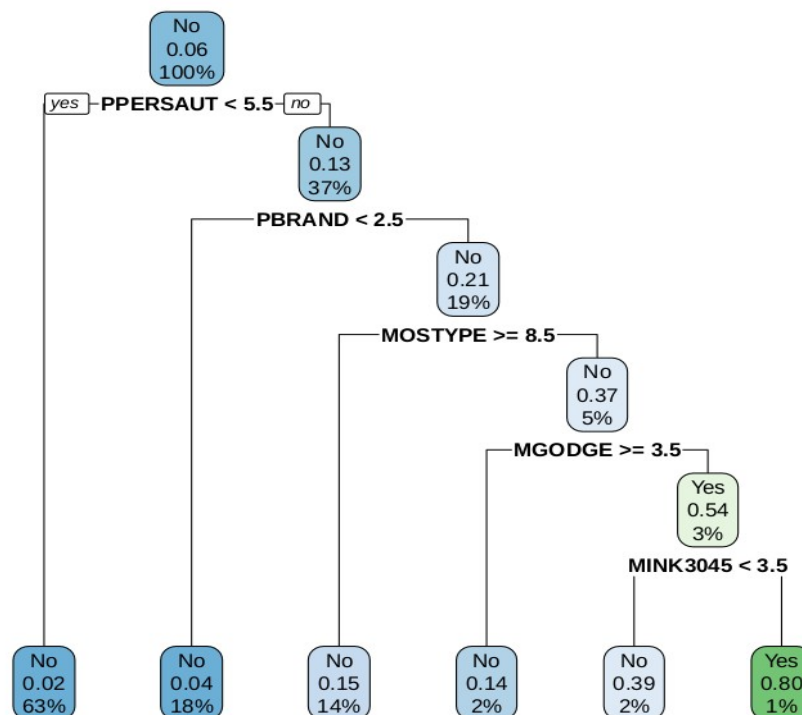 No
0.06
100%
yes PPERSAUT < 5.5 no
No
0.13
37%
PBRAND < 2.5
No
0.21
19%
MOSTYPE >= 8.5
No
0.37
5%
MGODGE >= 3.5
Yes
0.54
3%
MINK3045 < 3.5
No No No No No Yes
0.02 0.04 0.15 0.14 0.39 0.80
63% 18% 14% 2% 2% 1%